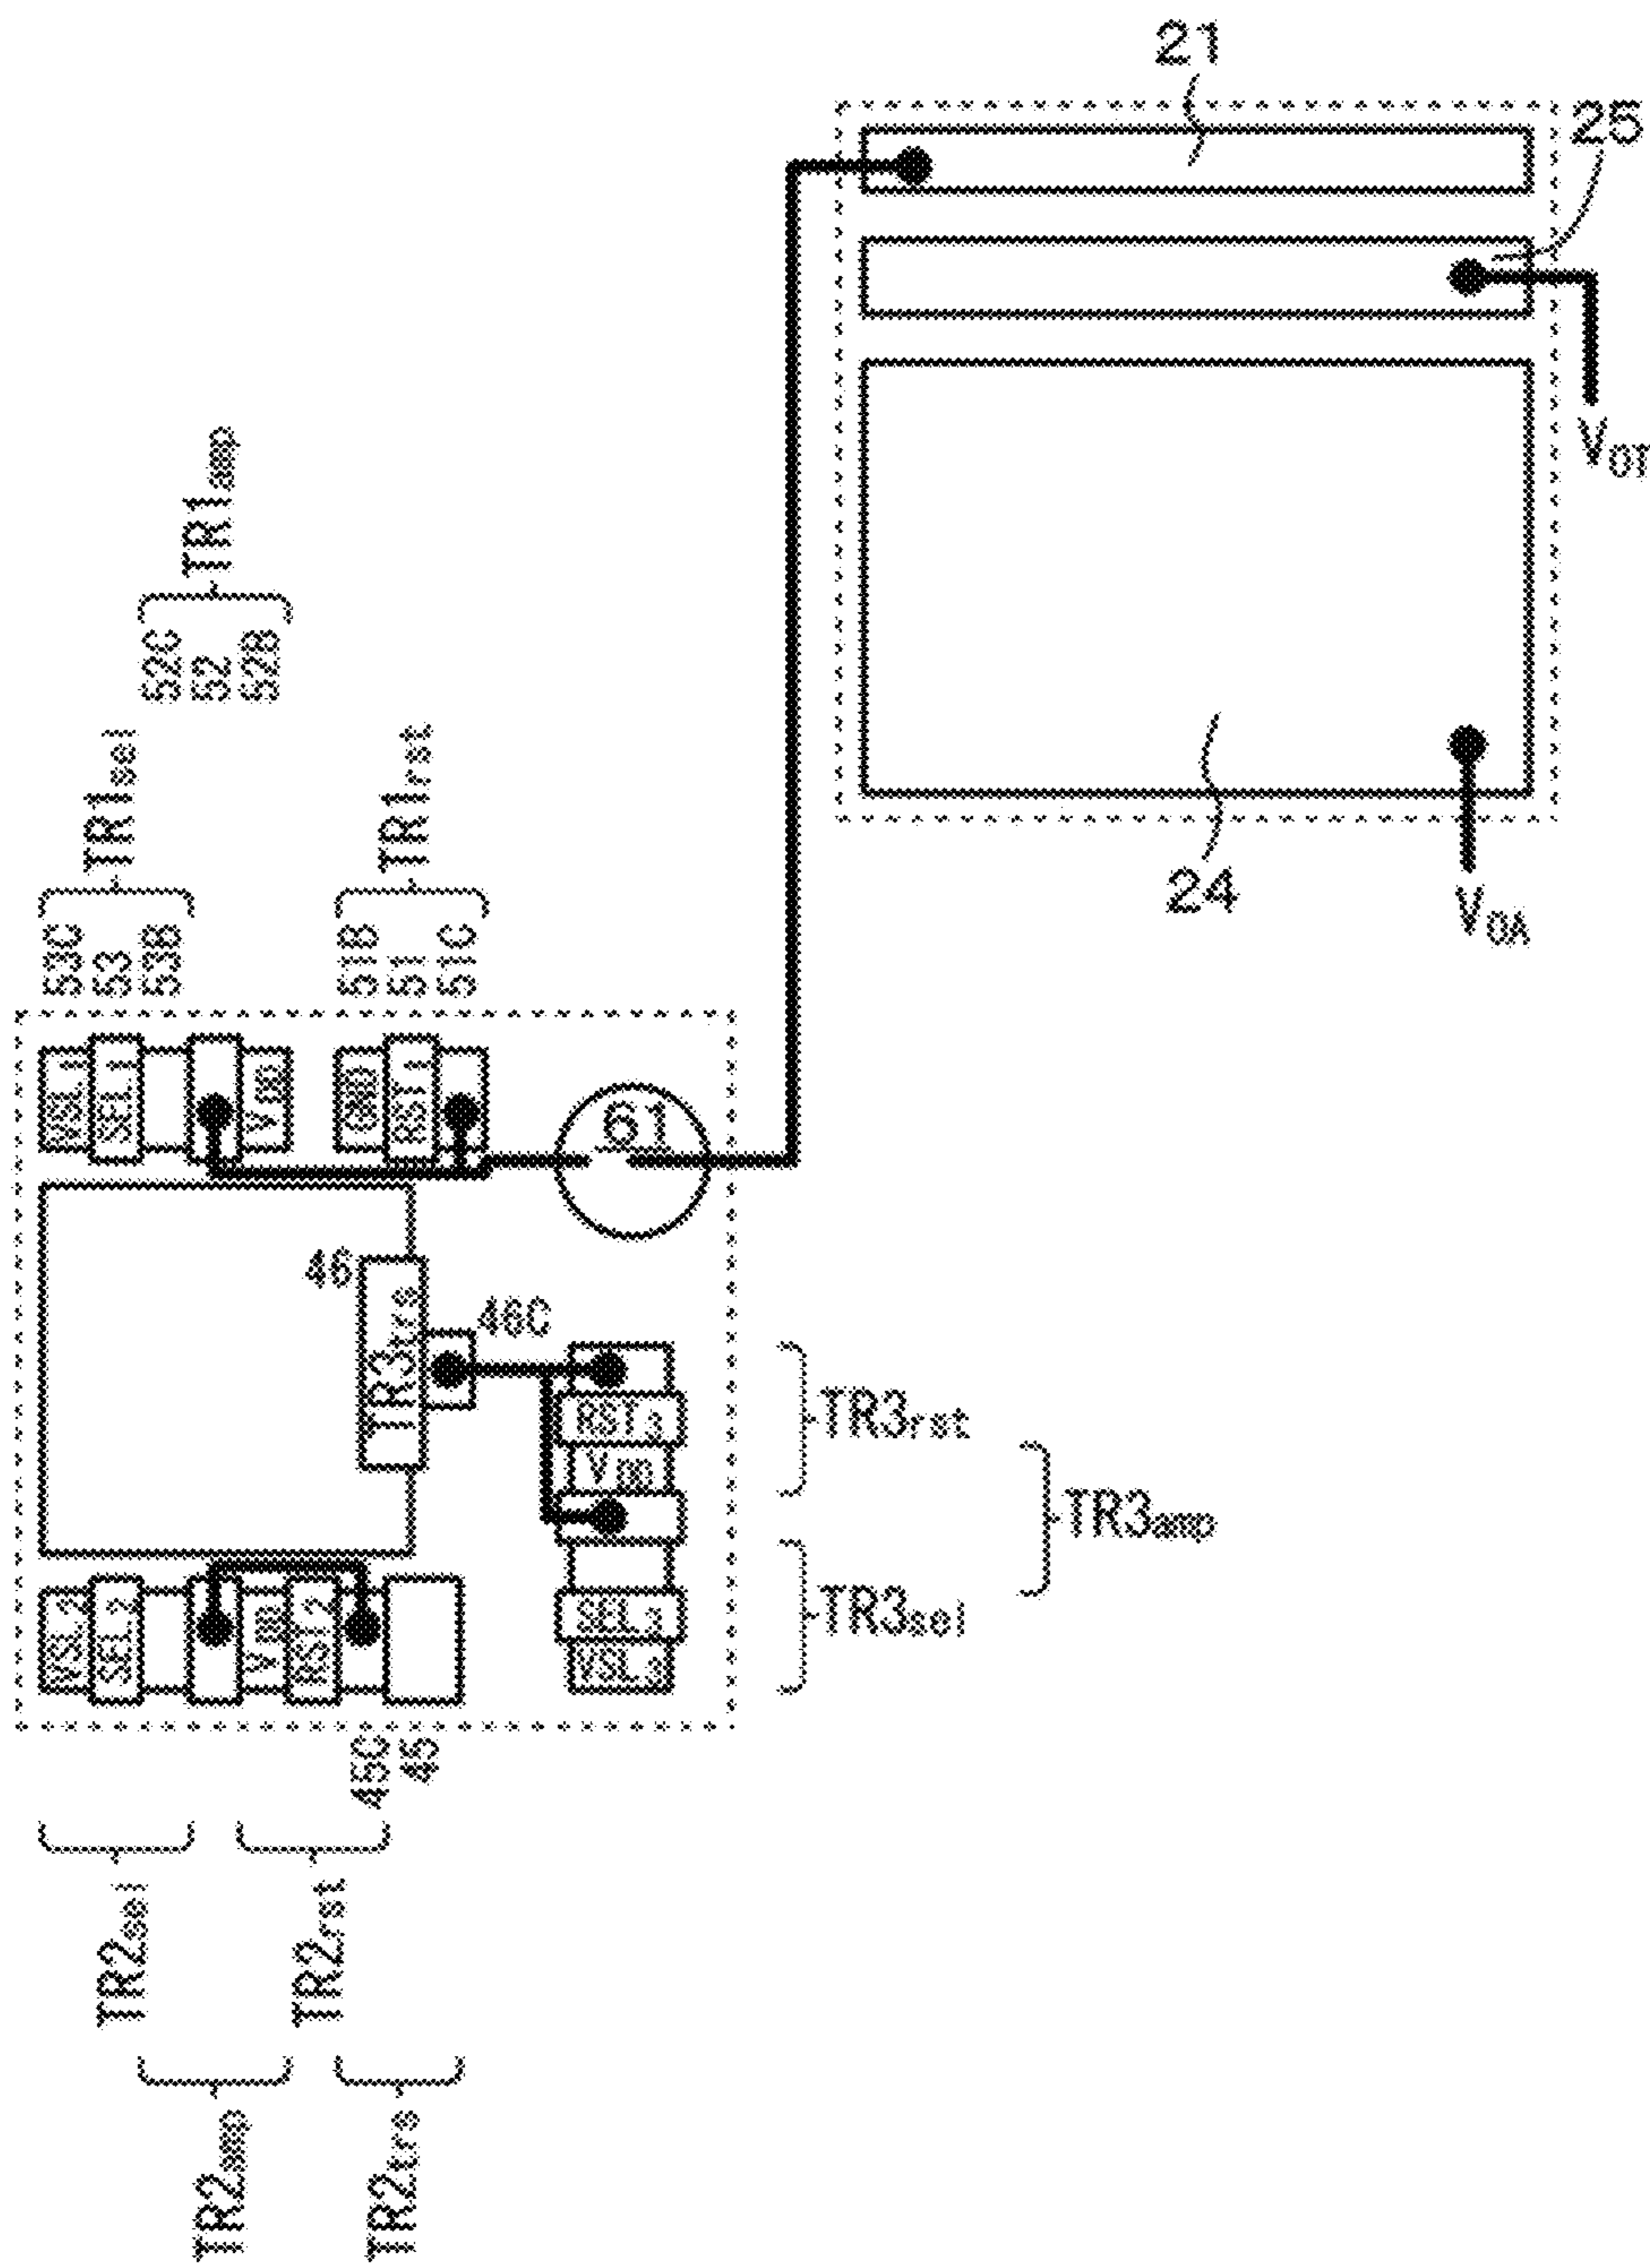 21
25
V0T
V0A
24
TR1amp
52C
52
52B
TR1sel
53C
53
53B
TR1rst
51B
51
51C
VSL1
SEL1
VDD
GND
RST1
61
46
TR3trs
46C
RST3
VDD
SEL3
VSL3
TR3rst
TR3amp
TR3sel
VSL2
SEL2
VDD
RST2
45C
45
TR2sel
TR2rst
TR2amp
TR2trs